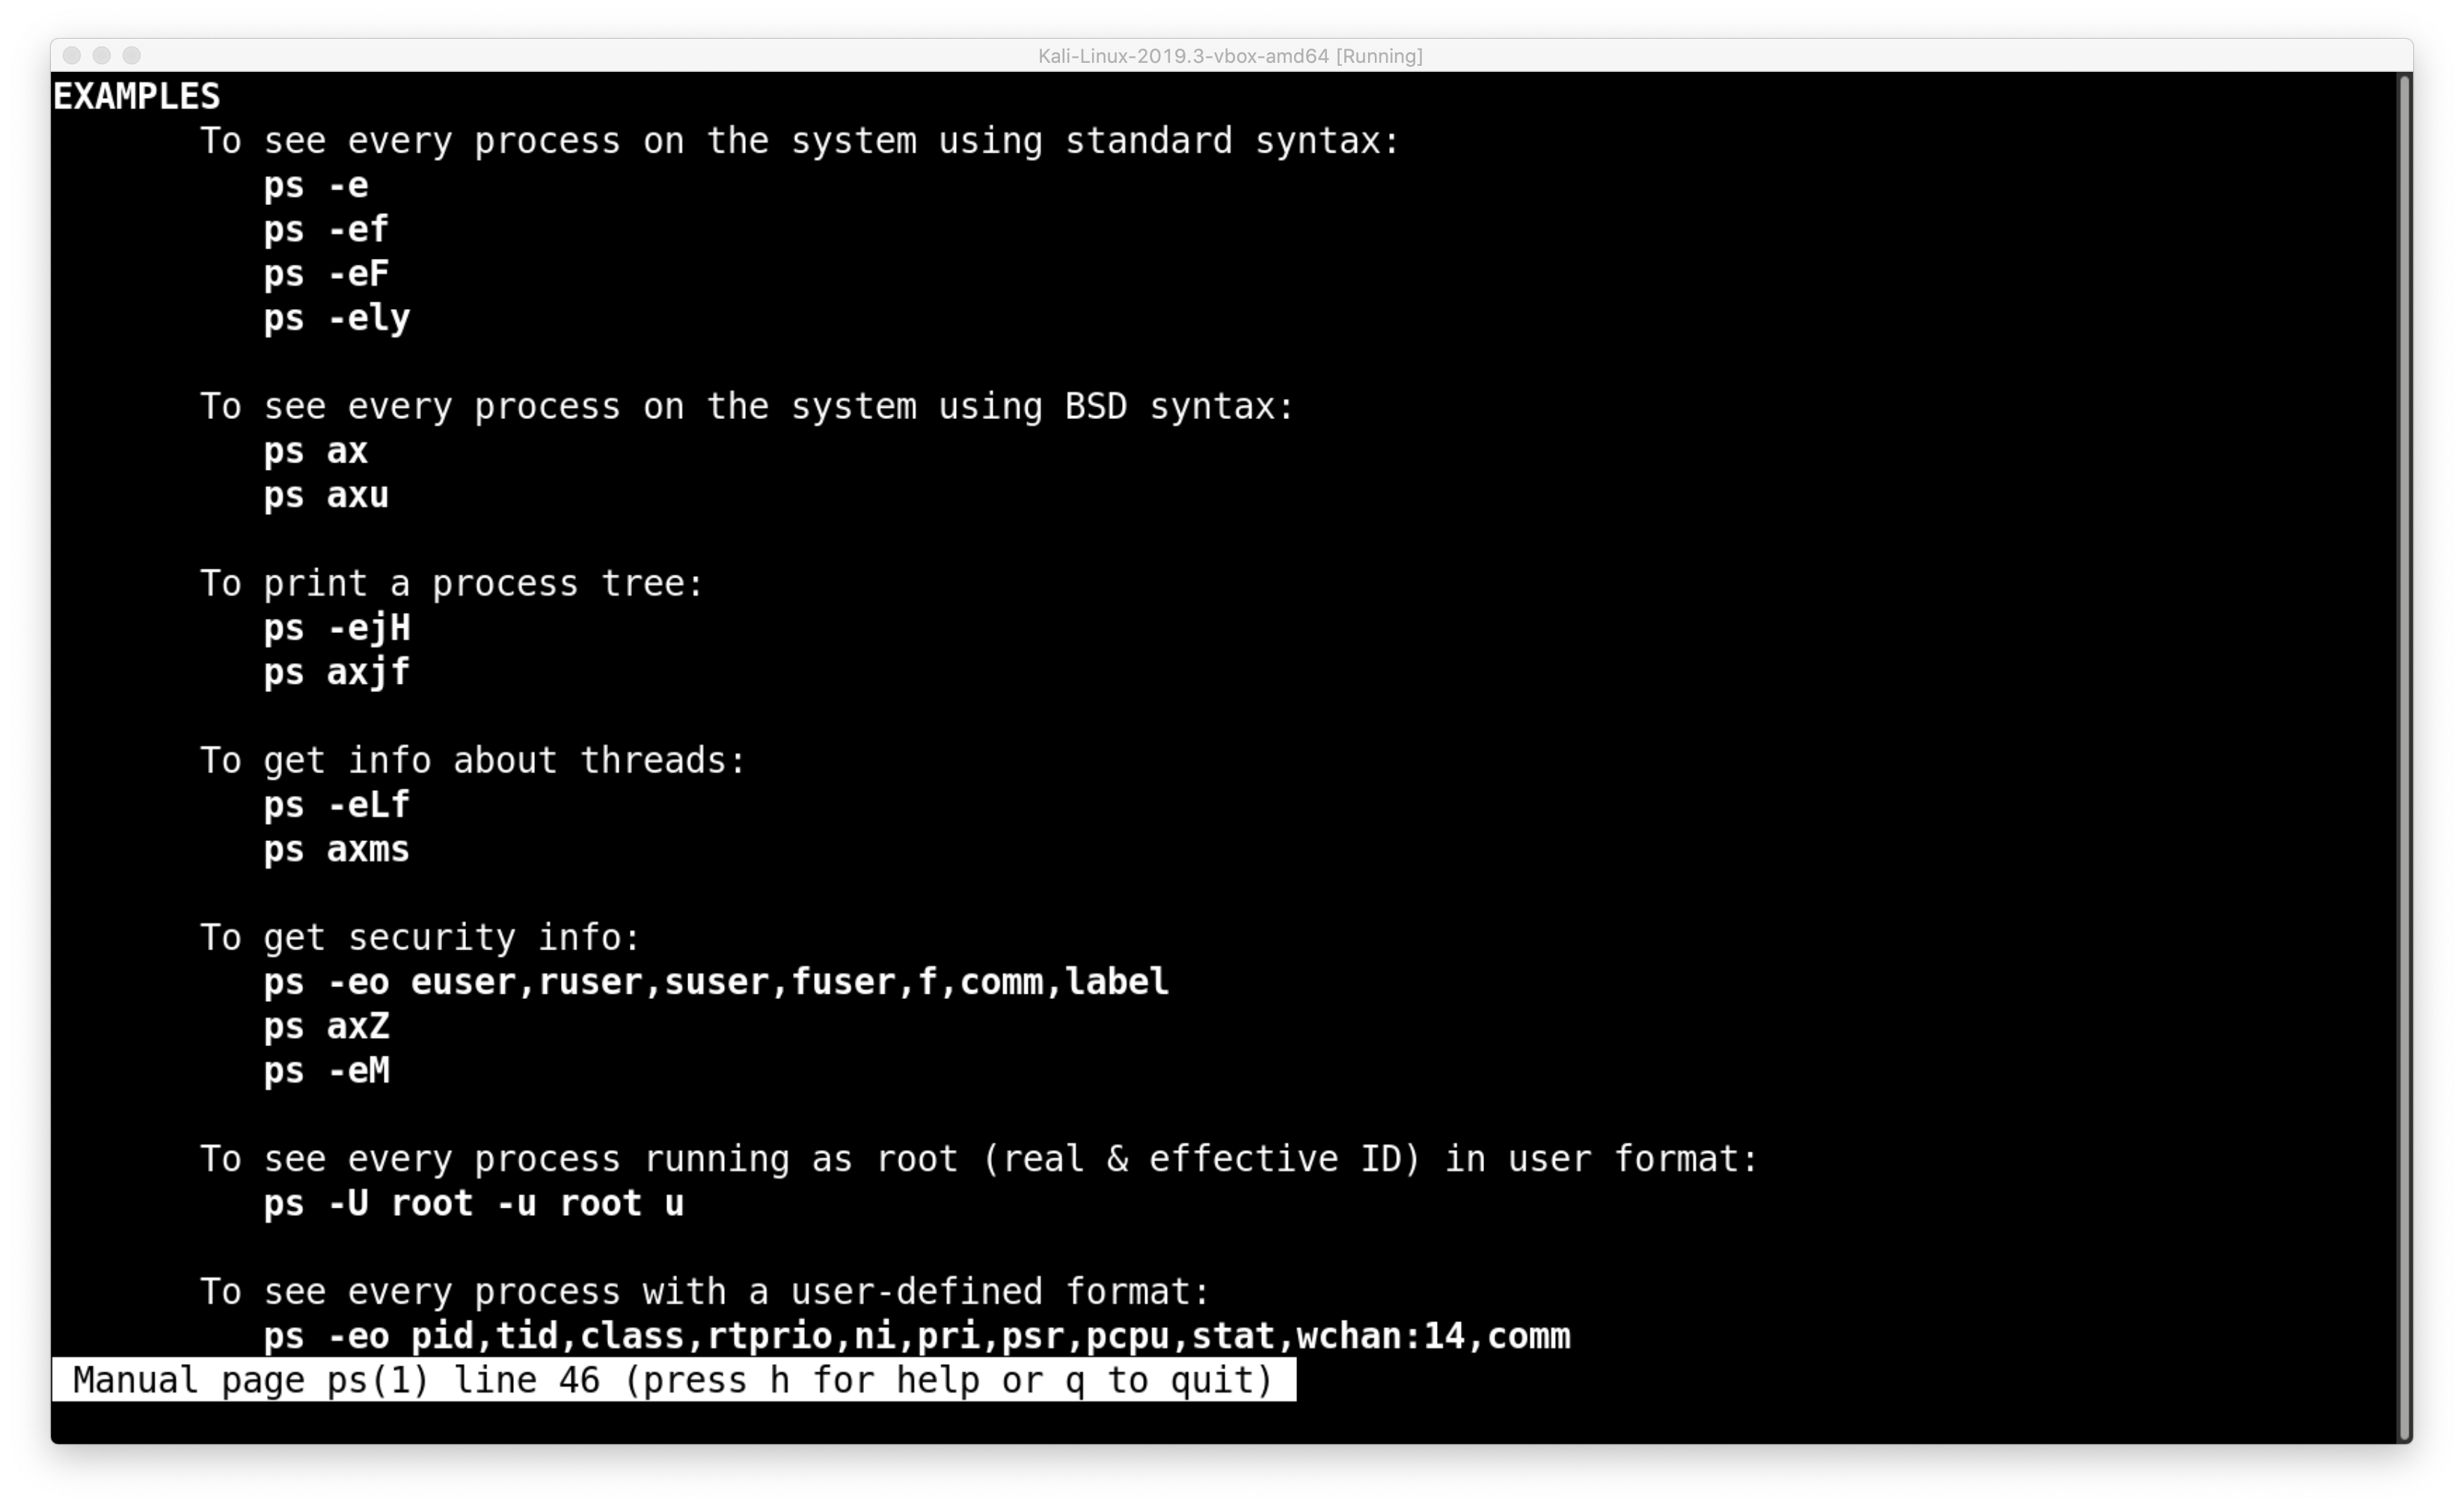 Kali-Linux-2019.3-vbox-amd64 [Running]
EXAMPLES
To see every process on the system using standard syntax:
ps -e
ps -ef
ps -eF
ps -ely
To see every process on the system using BSD syntax:
ps ax
ps axu
To print a process tree:
ps -ejH
ps axjf
To get info about threads:
ps -eLf
ps axms
To get security info:
ps -eo euser,ruser,suser,fuser,f,comm,label
ps axZ
ps -eM
To see every process running as root (real & effective ID) in user format:
ps -U root -u root u
To see every process with a user-defined format:
ps -eo pid,tid,class,rtprio,ni,pri,psr,pcpu,stat,wchan:14,comm
Manual page ps(1) line 46 (press h for help or q to quit)